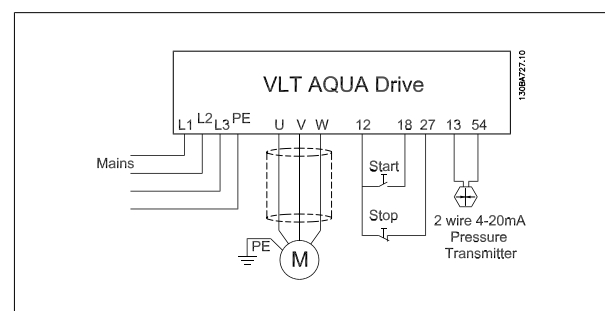 VLT AQUA Drive
130BA727.10
L1 L2 L3 PE U V W 12 18 27 13 54
Mains
Start
Stop
PE
M
2 wire 4-20mA
Pressure
Transmitter